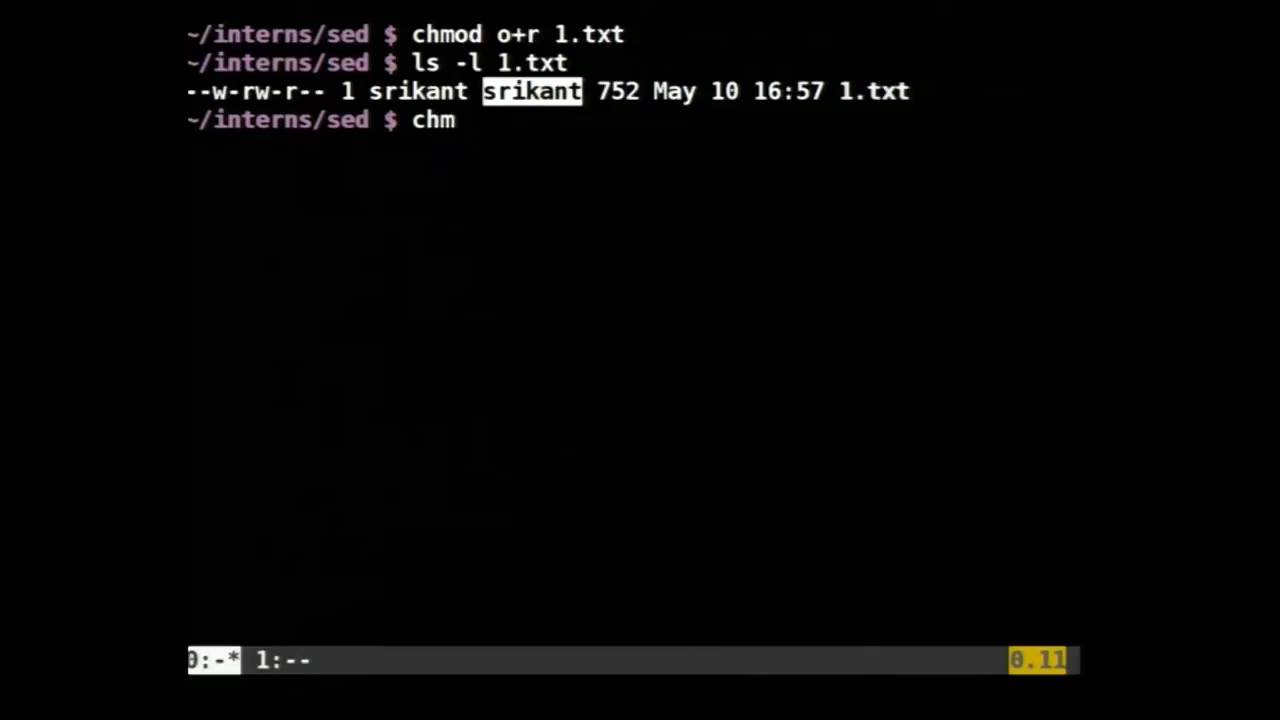 ~/interns/sed $ chmod o+r 1.txt
~/interns/sed $ ls -l 1.txt
--w-rw-r-- 1 srikant srikant 752 May 10 16:57 1.txt
~/interns/sed $ chm
0:-* 1:-- 0.11